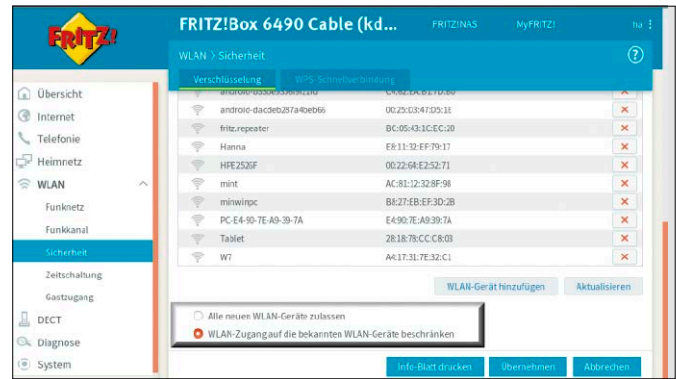 FRITZ!
FRITZ!Box 6490 Cable (kd...
FRITZ!NAS
MyFRITZ!
ha
WLAN > Sicherheit
?
Verschlüsselung
WPS-Schnellverbindung
Übersicht
Internet
Telefonie
Heimnetz
WLAN
Funknetz
Funkkanal
Sicherheit
Zeitschaltung
Gastzugang
DECT
Diagnose
System
android-dacdeb287a4beb66 00:25:D3:47:D5:1E
fritz.repeater BC:05:43:1C:EC:20
Hanna E8:11:32:EF:79:17
HPE2526F 00:22:64:E2:52:71
mint AC:81:12:32:8F:98
minwinpc B8:27:EB:EF:3D:2B
PC-E4-90-7E-A9-39-7A E4:90:7E:A9:39:7A
Tablet 28:18:78:CC:C8:03
W7 A4:17:31:7E:32:C1
WLAN-Gerät hinzufügen
Aktualisieren
Alle neuen WLAN-Geräte zulassen
WLAN-Zugang auf die bekannten WLAN-Geräte beschränken
Info-Blatt drucken
Übernehmen
Abbrechen